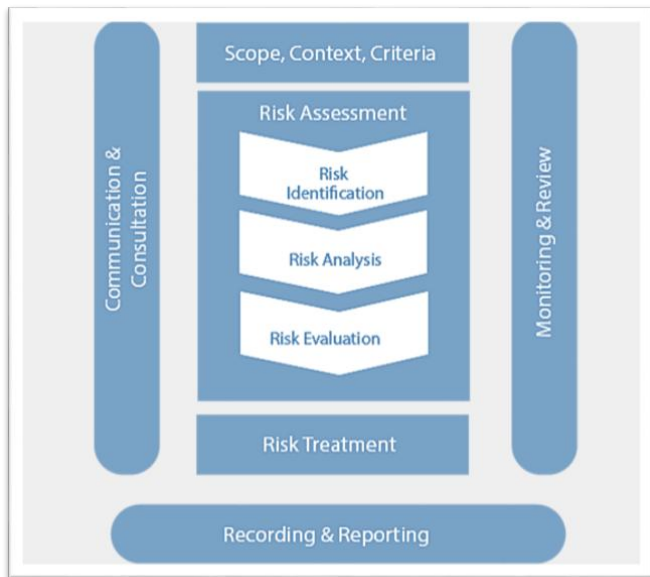 Scope, Context, Criteria
Risk Assessment
Risk
Identification
Risk Analysis
Risk Evaluation
Risk Treatment
Communication &
Consultation
Monitoring & Review
Recording & Reporting